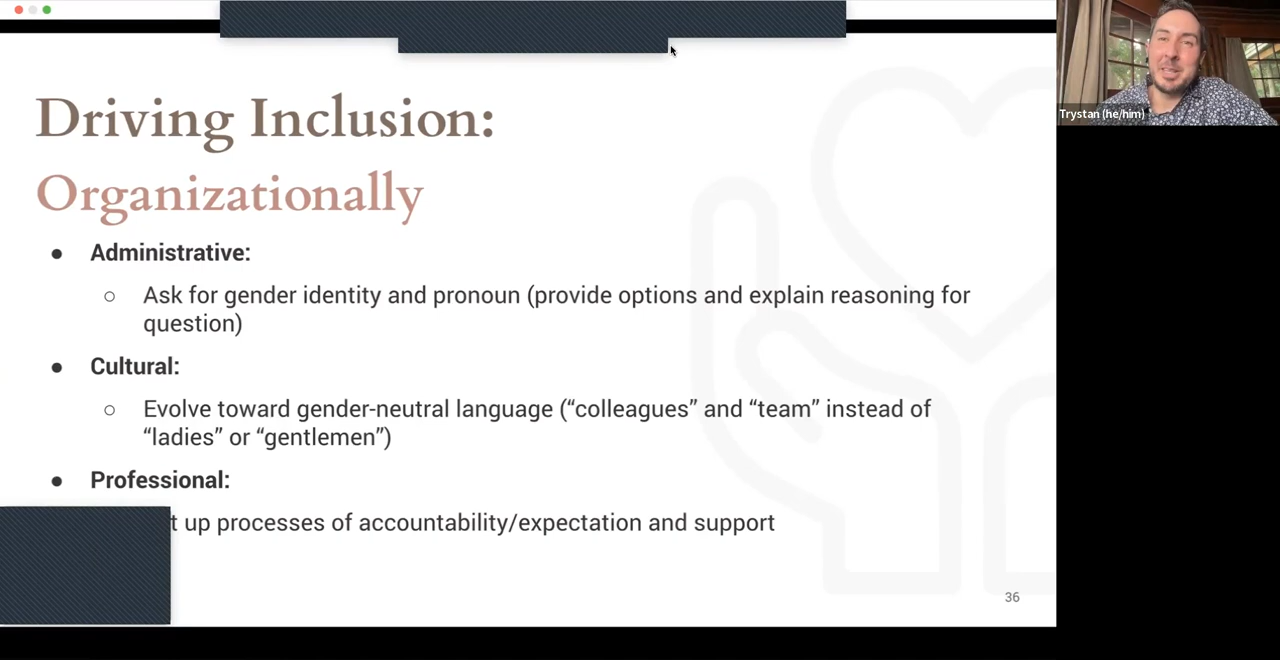 Driving Inclusion:
Organizationally
● Administrative:
○ Ask for gender identity and pronoun (provide options and explain reasoning for
question)
● Cultural:
○ Evolve toward gender-neutral language (“colleagues” and “team” instead of
“ladies” or “gentlemen”)
● Professional:
up processes of accountability/expectation and support
36
Trystan (he/him)